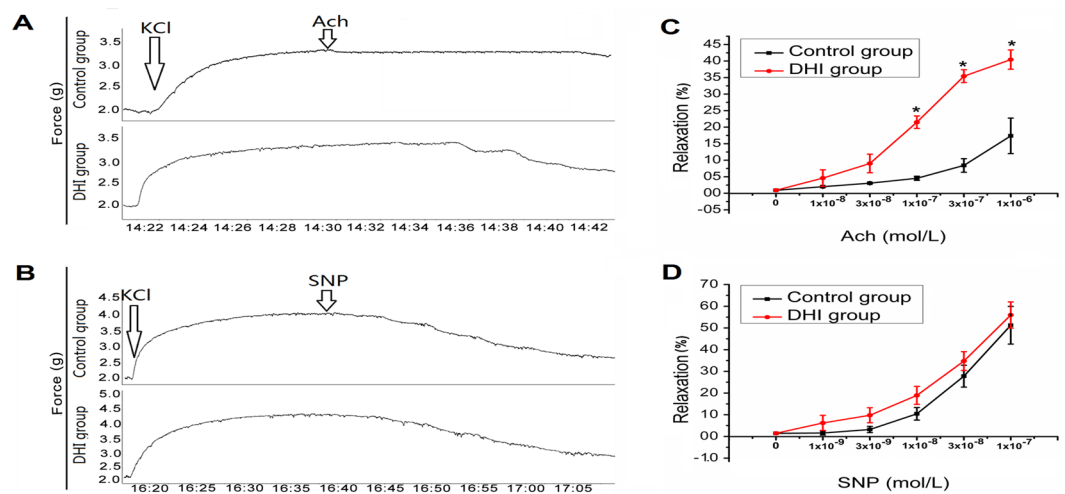 A
KCl
Ach
Force (g)
Control group
3.5
3.0
2.5
2.0
DHI group
3.5
3.0
2.5
2.0
14:22 14:24 14:26 14:28 14:30 14:32 14:34 14:36 14:38 14:40 14:42
B
KCl
SNP
Force (g)
Control group
4.5
4.0
3.5
3.0
2.5
2.0
DHI group
5.0
4.5
4.0
3.0
2.5
2.0
16:20 16:25 16:30 16:35 16:40 16:45 16:50 16:55 17:00 17:05
C
Control group
DHI group
Relaxation (%)
45
40
35
30
25
20
15
10
05
00
-05
* * *
0 1x10⁻⁸ 3x10⁻⁸ 1x10⁻⁷ 3x10⁻⁷ 1x10⁻⁶
Ach (mol/L)
D
Control group
DHI group
Relaxation (%)
70
60
50
40
30
20
10
00
-10
0 1x10⁻⁹ 3x10⁻⁹ 1x10⁻⁸ 3x10⁻⁸ 1x10⁻⁷
SNP (mol/L)